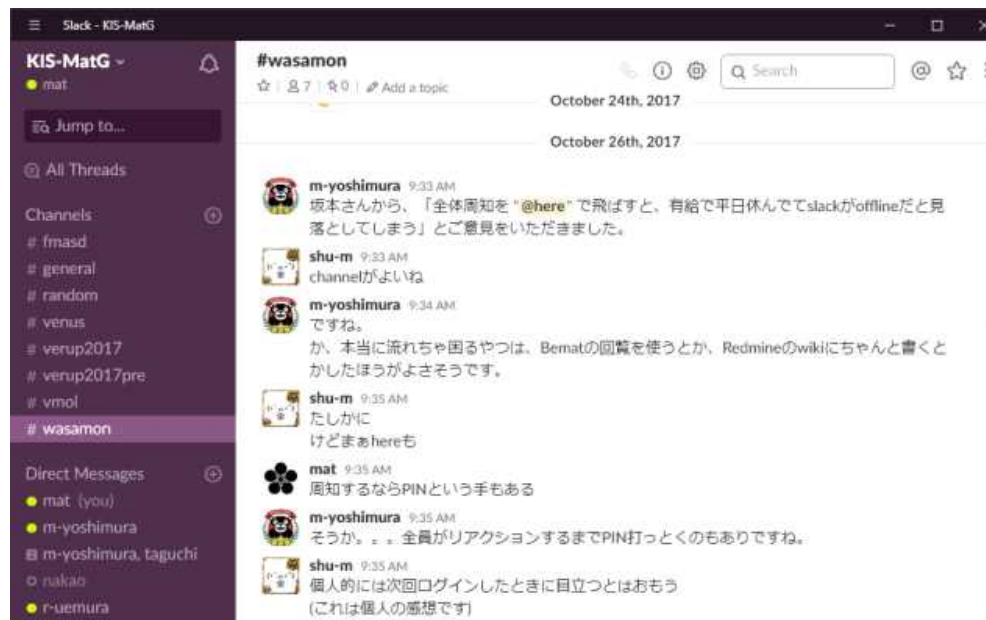 Slack - KIS-MatG
KIS-MatG
mat
Jump to...
All Threads
Channels
# fmasd
# general
# random
# venus
# verup2017
# verup2017pre
# vmol
# wasamon
Direct Messages
mat (you)
m-yoshimura
m-yoshimura, taguchi
nakao
r-uemura
#wasamon
7 | 0 | Add a topic
Search
October 24th, 2017
October 26th, 2017
m-yoshimura 9:33 AM
坂本さんから、「全体周知を "@here" で飛ばすと、有給で平日休んでてslackがofflineだと見
落としてしまう」とご意見をいただきました。
shu-m 9:33 AM
channelがよいね
m-yoshimura 9:34 AM
ですね。
か、本当に流れちゃ困るやつは、Bematの回覧を使うとか、Redmineのwikiにちゃんと書くと
かしたほうがよさそうです。
shu-m 9:35 AM
たしかに
けどまぁhereも
mat 9:35 AM
周知するならPINという手もある
m-yoshimura 9:35 AM
そうか。。。全員がリアクションするまでPIN打っとくのもありですね。
shu-m 9:35 AM
個人的には次回ログインしたときに目立つとはおもう
(これは個人の感想です)